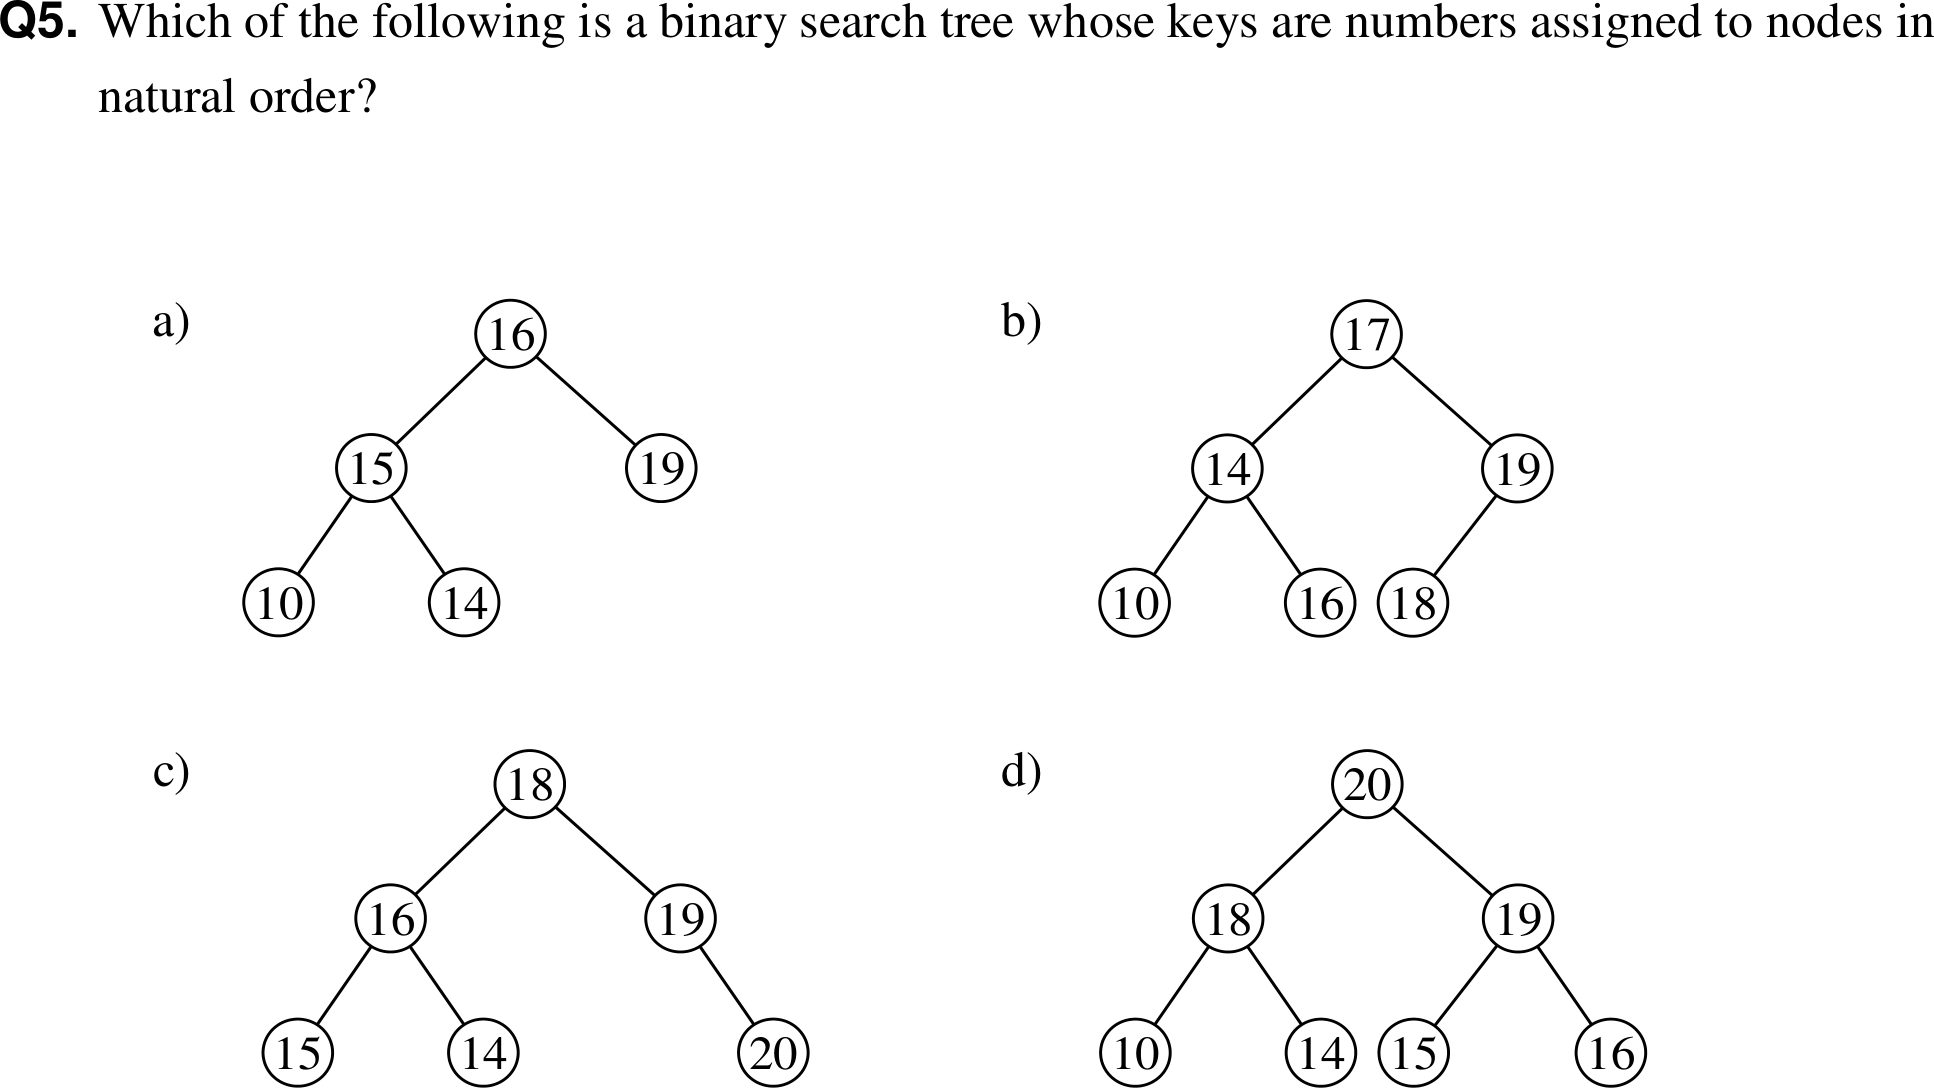 Q5. Which of the following is a binary search tree whose keys are numbers assigned to nodes in
natural order?
a) 16 b) 17
15 19 14 19
10 14 10 16 18
c) 18 d) 20
16 19 18 19
15 14 20 10 14 15 16